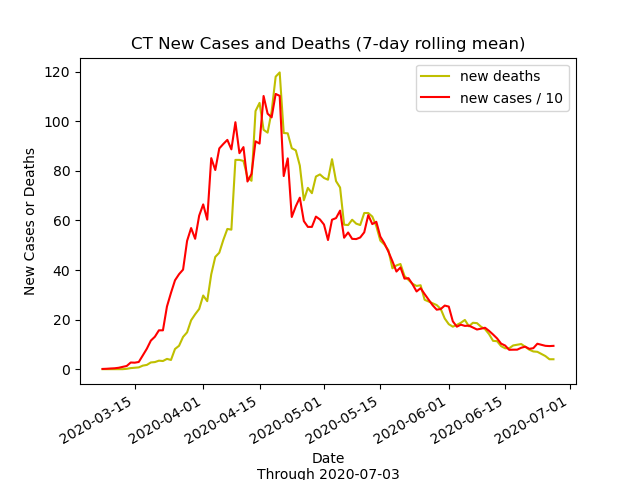 CT New Cases and Deaths (7-day rolling mean)
new deaths
new cases / 10
120
100
80
60
40
20
0
New Cases or Deaths
2020-03-15
2020-04-01
2020-04-15
2020-05-01
2020-05-15
2020-06-01
2020-06-15
2020-07-01
Date
Through 2020-07-03